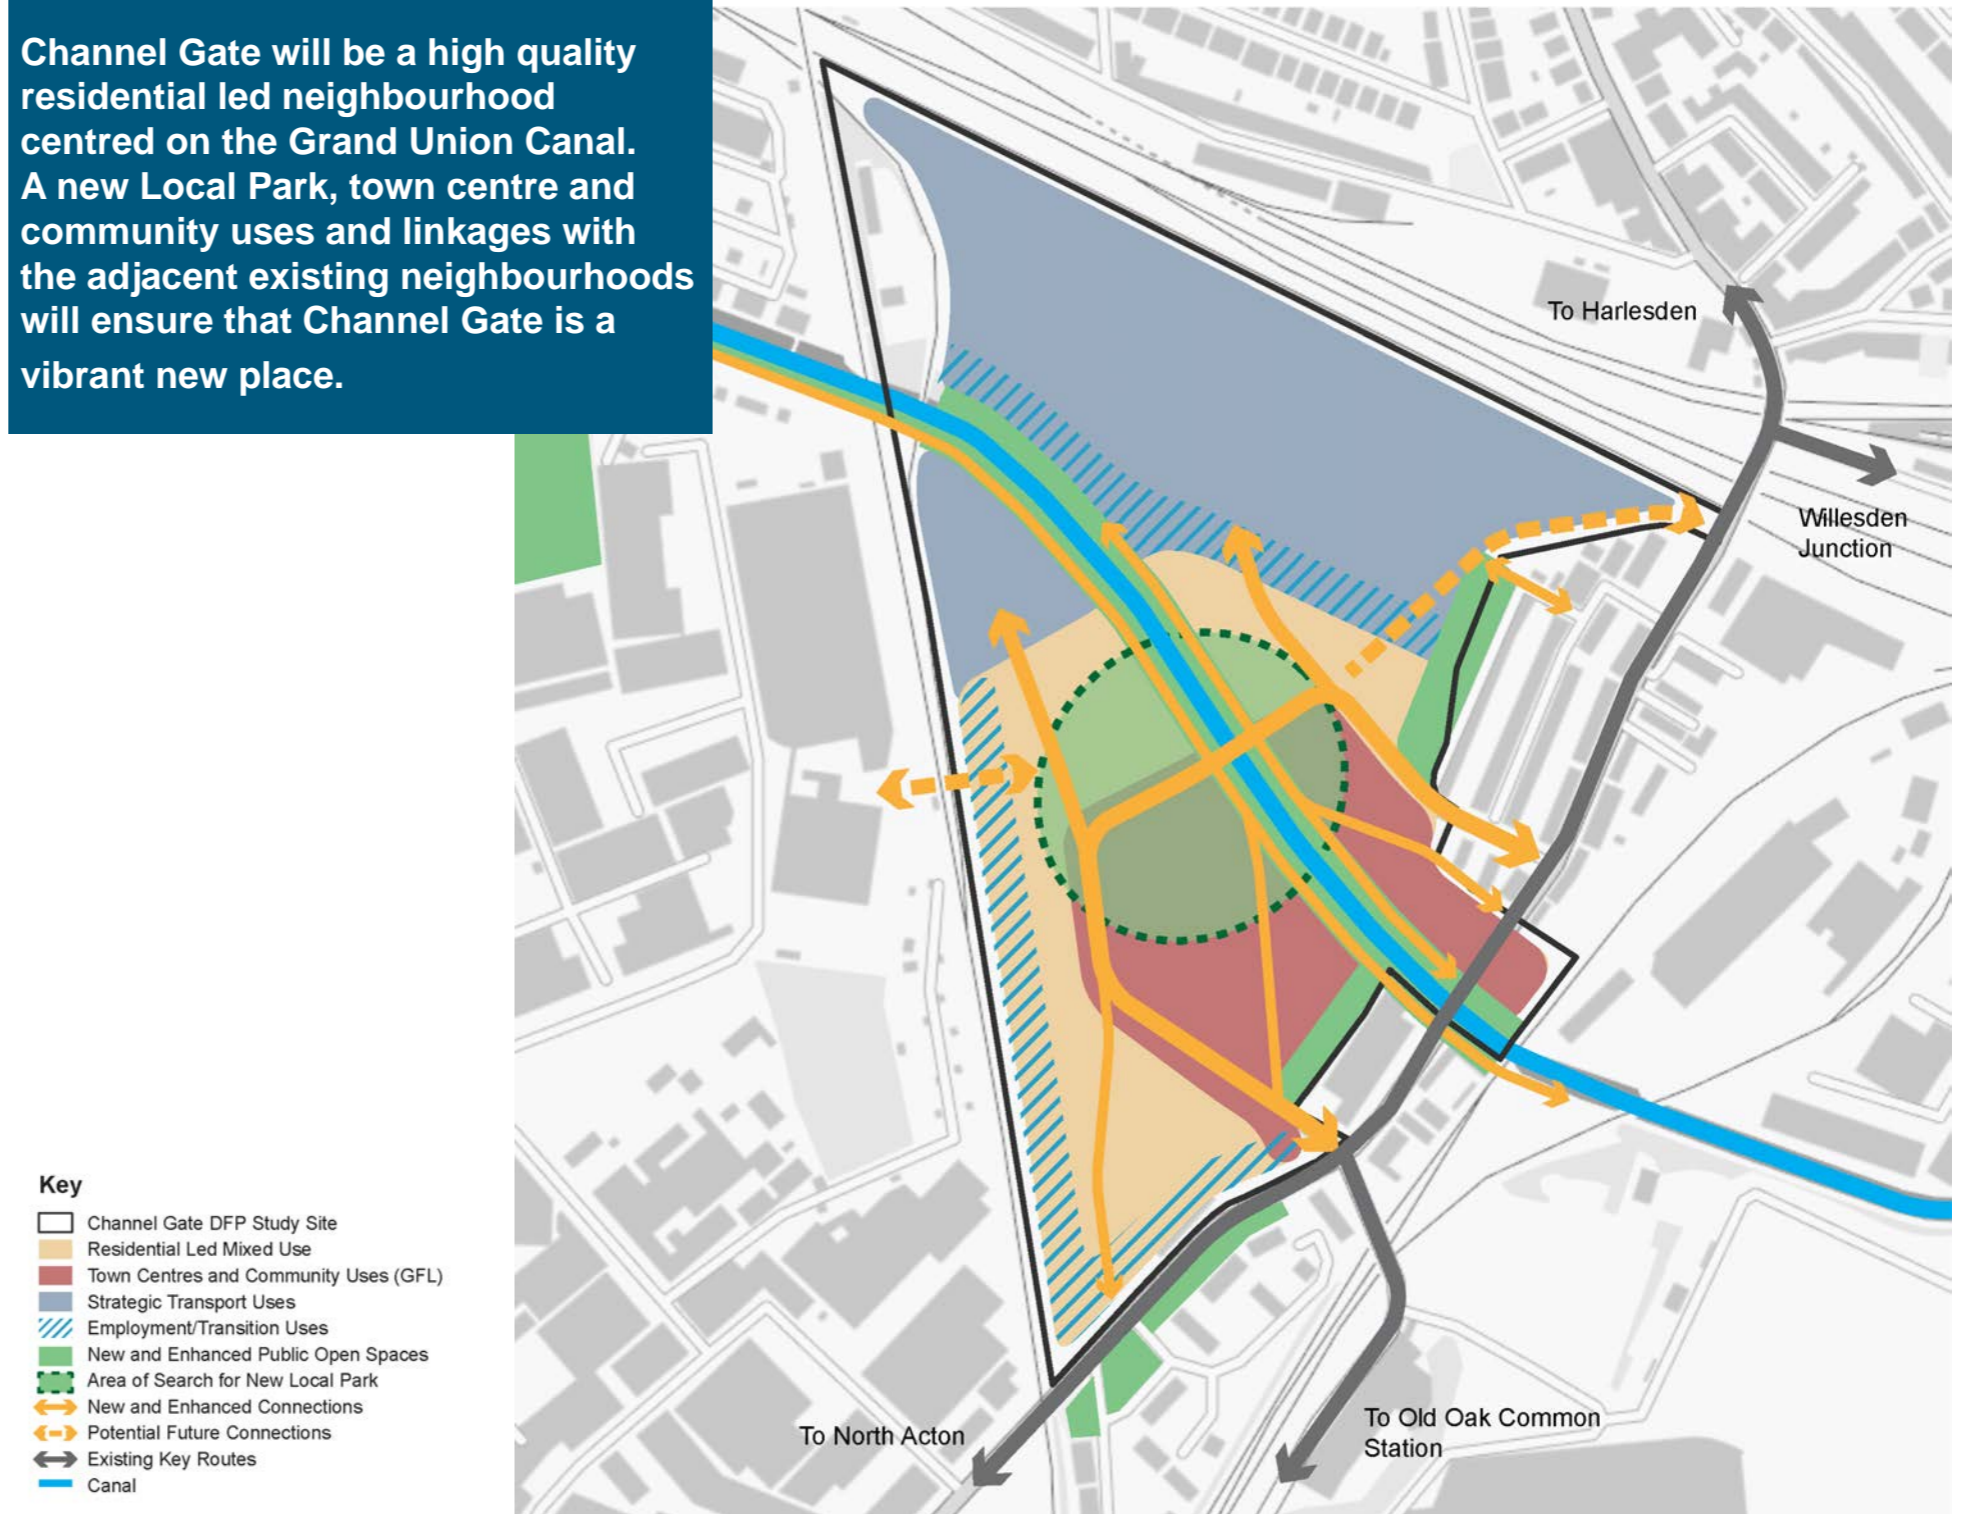 Channel Gate will be a high quality
residential led neighbourhood
centred on the Grand Union Canal.
A new Local Park, town centre and
community uses and linkages with
the adjacent existing neighbourhoods
will ensure that Channel Gate is a
vibrant new place.
To Harlesden
Willesden
Junction
Key
Channel Gate DFP Study Site
Residential Led Mixed Use
Town Centres and Community Uses (GFL)
Strategic Transport Uses
Employment/Transition Uses
New and Enhanced Public Open Spaces
Area of Search for New Local Park
New and Enhanced Connections
Potential Future Connections
Existing Key Routes
Canal
To North Acton
To Old Oak Common
Station